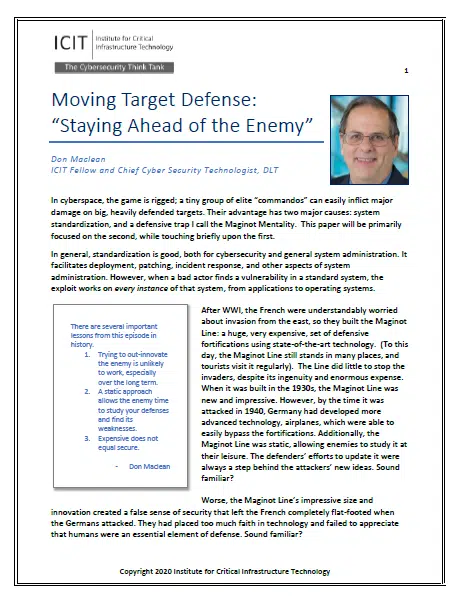 ICIT
Institute for Critical
Infrastructure Technology
The Cybersecurity Think Tank
1
Moving Target Defense:
“Staying Ahead of the Enemy”
Don Maclean
ICIT Fellow and Chief Cyber Security Technologist, DLT
In cyberspace, the game is rigged; a tiny group of elite “commandos” can easily inflict major
damage on big, heavily defended targets. Their advantage has two major causes: system
standardization, and a defensive trap I call the Maginot Mentality.  This paper will be primarily
focused on the second, while touching briefly upon the first.
In general, standardization is good, both for cybersecurity and general system administration. It
facilitates deployment, patching, incident response, and other aspects of system
administration. However, when a bad actor finds a vulnerability in a standard system, the
exploit works on every instance of that system, from applications to operating systems.
There are several important
lessons from this episode in
history.
1. Trying to out-innovate
the enemy is unlikely
to work, especially
over the long term.
2. A static approach
allows the enemy time
to study your defenses
and find its
weaknesses.
3. Expensive does not
equal secure.
- Don Maclean
After WWI, the French were understandably worried
about invasion from the east, so they built the Maginot
Line: a huge, very expensive, set of defensive
fortifications using state-of-the-art technology.  (To this
day, the Maginot Line still stands in many places, and
tourists visit it regularly).  The Line did little to stop the
invaders, despite its ingenuity and enormous expense.
When it was built in the 1930s, the Maginot Line was
new and impressive. However, by the time it was
attacked in 1940, Germany had developed more
advanced technology, airplanes, which were able to
easily bypass the fortifications. Additionally, the
Maginot Line was static, allowing enemies to study it at
their leisure. The defenders’ efforts to update it were
always a step behind the attackers’ new ideas. Sound
familiar?
Worse, the Maginot Line’s impressive size and
innovation created a false sense of security that left the French completely flat-footed when
the Germans attacked. They had placed too much faith in technology and failed to appreciate
that humans were an essential element of defense. Sound familiar?
Copyright 2020 Institute for Critical Infrastructure Technology